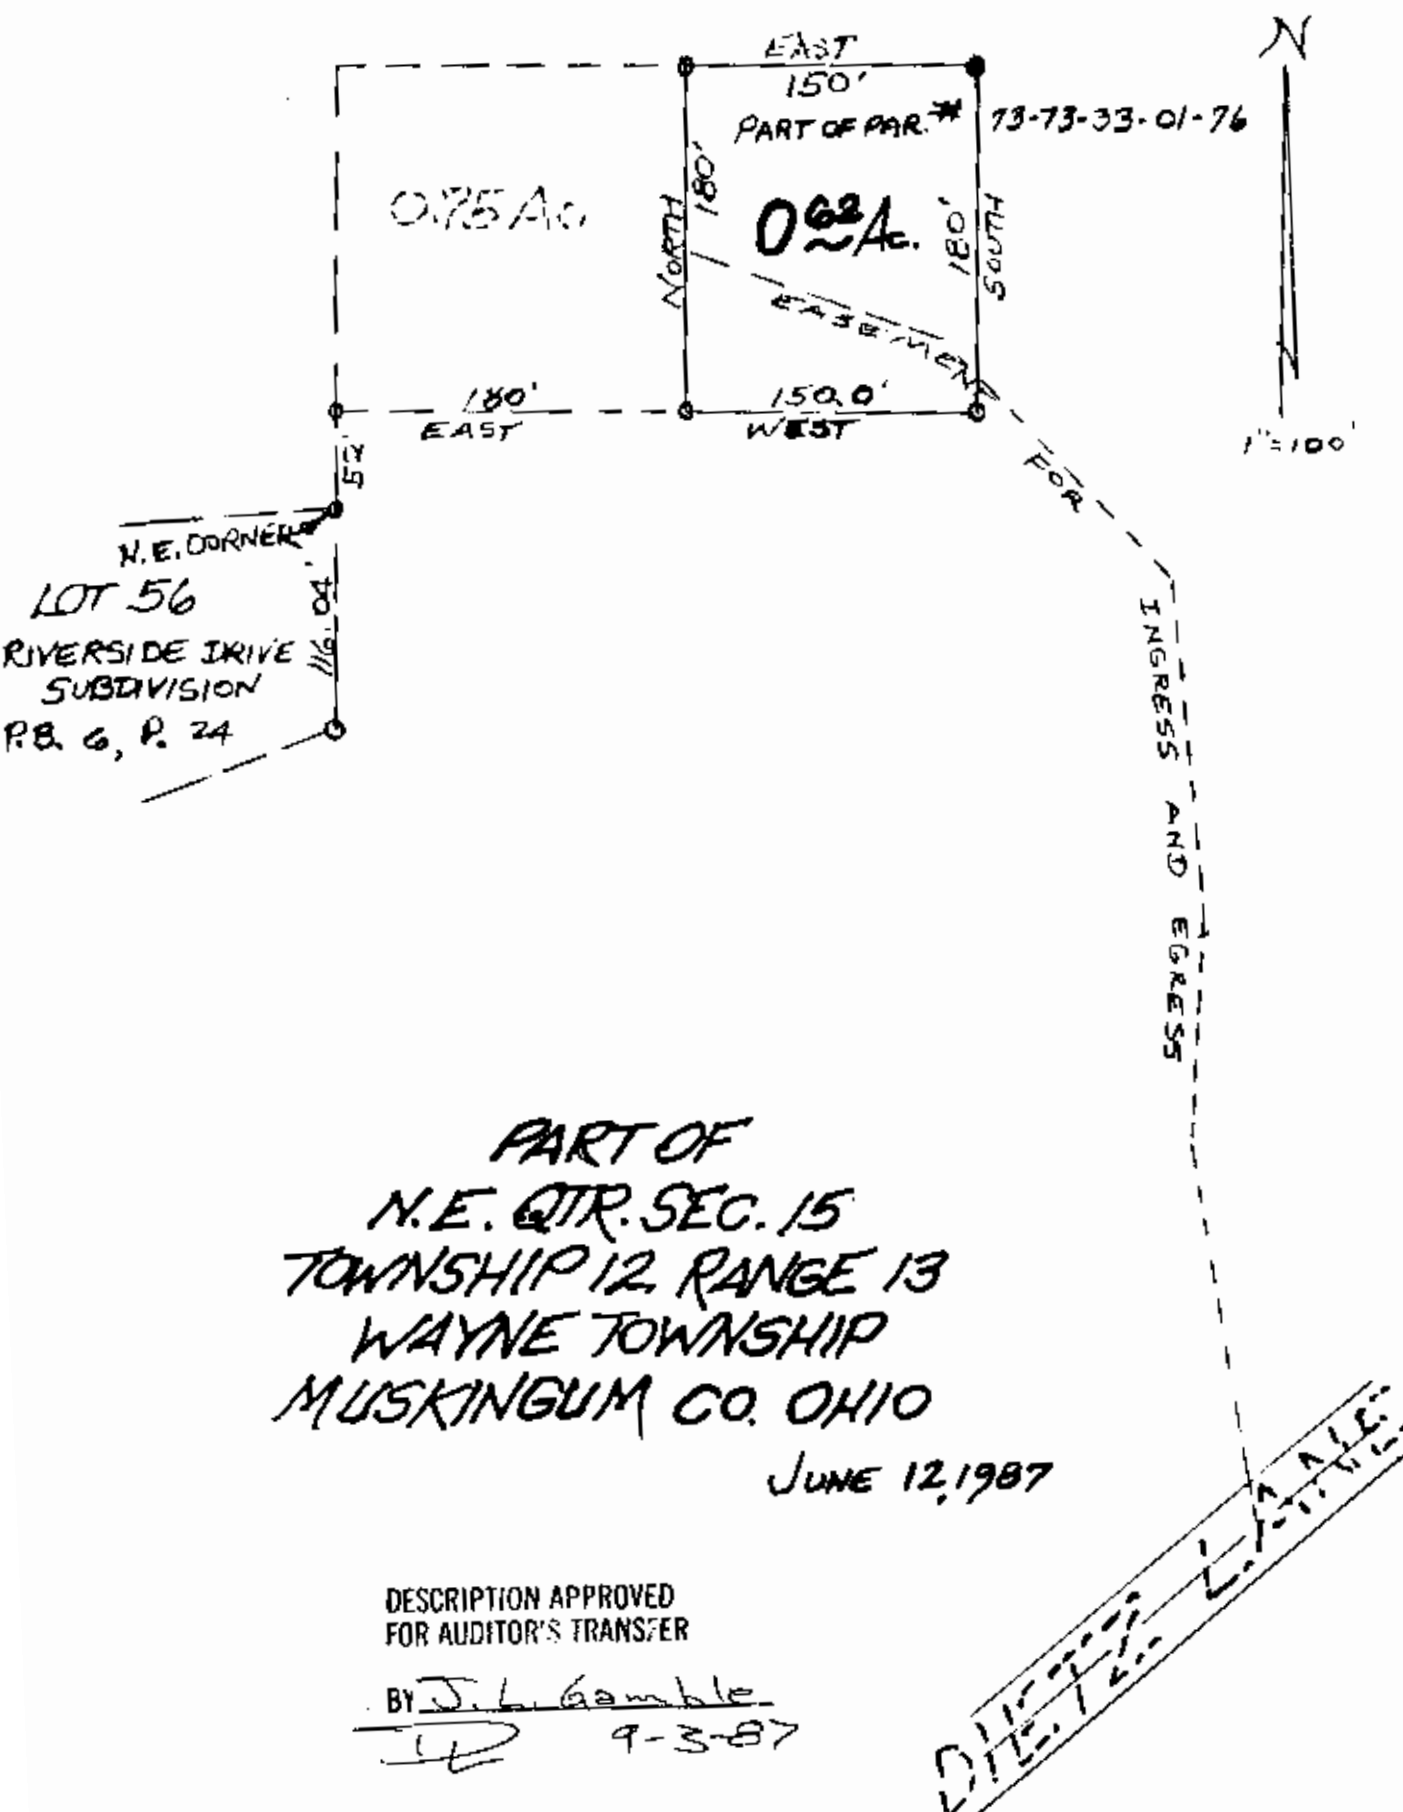 N
EAST
150'
PART OF PAR.# 73-73-33-01-76
0.75 Ac
NORTH
180'
0.62 Ac.
180'
SOUTH
EASEMENT FOR INGRESS AND EGRESS
180'
EAST
150.0'
WEST
1"=100'
N.E. CORNER
LOT 56
116.04'
RIVERSIDE DRIVE
SUBDIVISION
P.B. 6, P. 24
PART OF
N.E. QTR. SEC. 15
TOWNSHIP 12 RANGE 13
WAYNE TOWNSHIP
MUSKINGUM CO. OHIO
JUNE 12, 1987
DIETZ LANE
DESCRIPTION APPROVED
FOR AUDITOR'S TRANSFER
BY J. L. Gamble
9-3-87